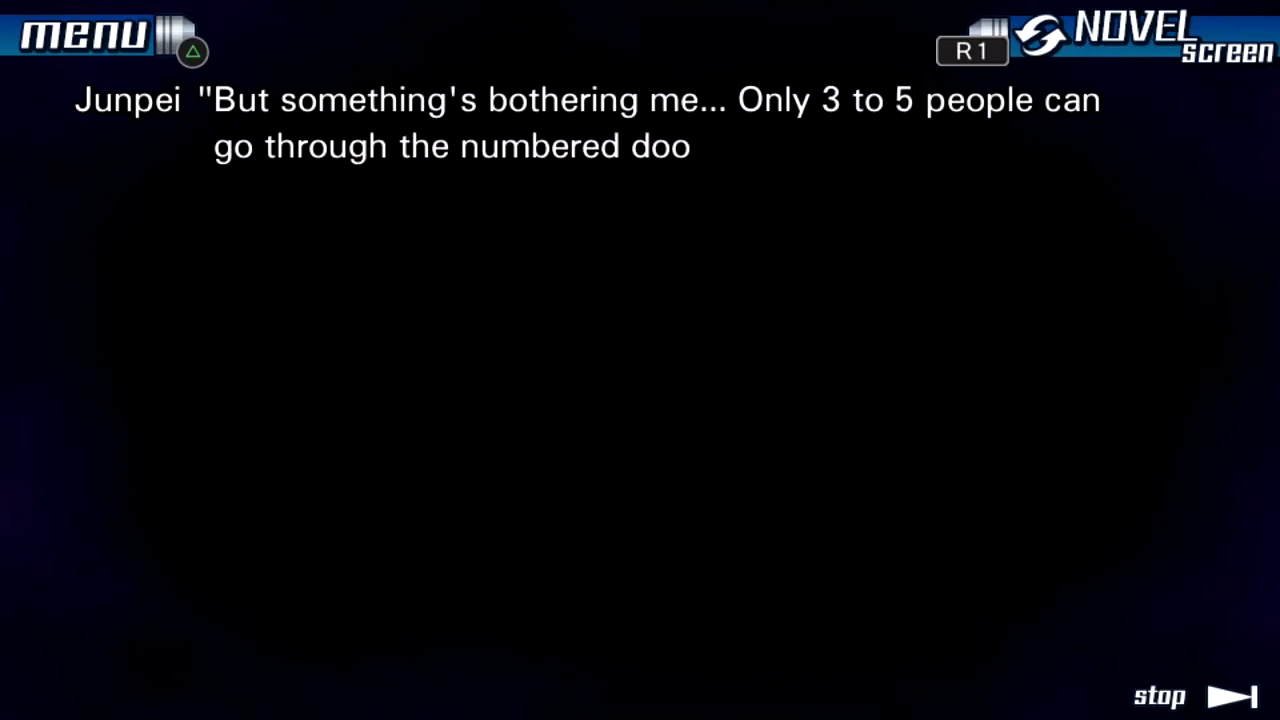 menu
R1
NOVEL
screen
Junpei "But something's bothering me... Only 3 to 5 people can
go through the numbered doo
stop